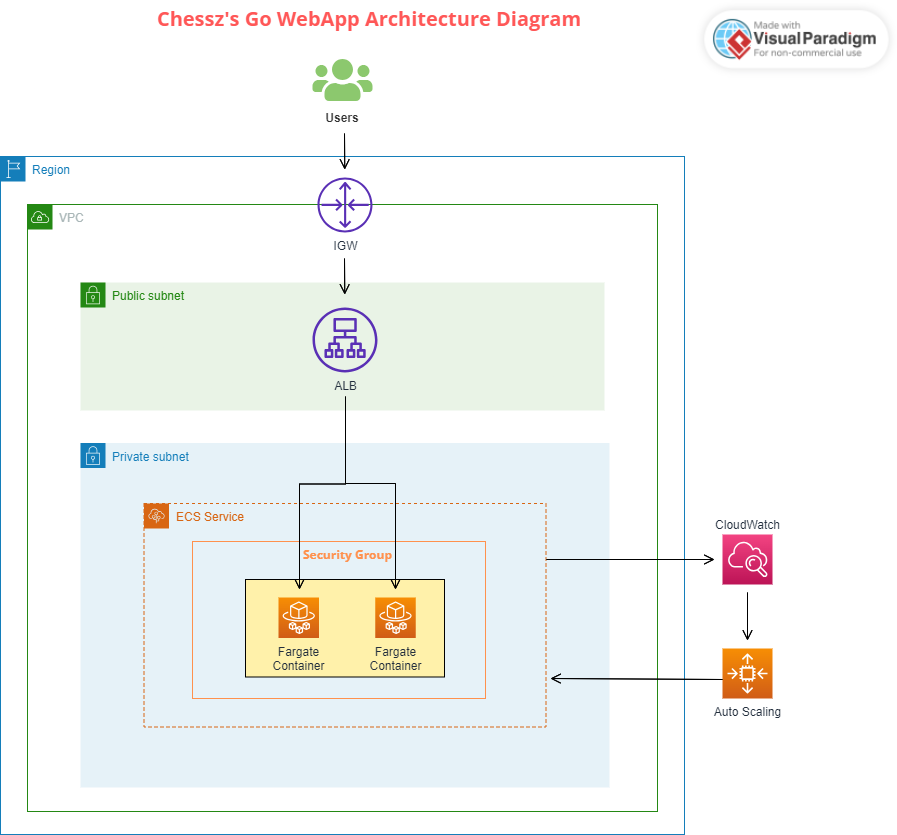 Chessz's Go WebApp Architecture Diagram
Made with
Visual Paradigm
For non-commercial use
Users
Region
VPC
IGW
Public subnet
ALB
Private subnet
ECS Service
CloudWatch
Security Group
Fargate
Container
Fargate
Container
Auto Scaling